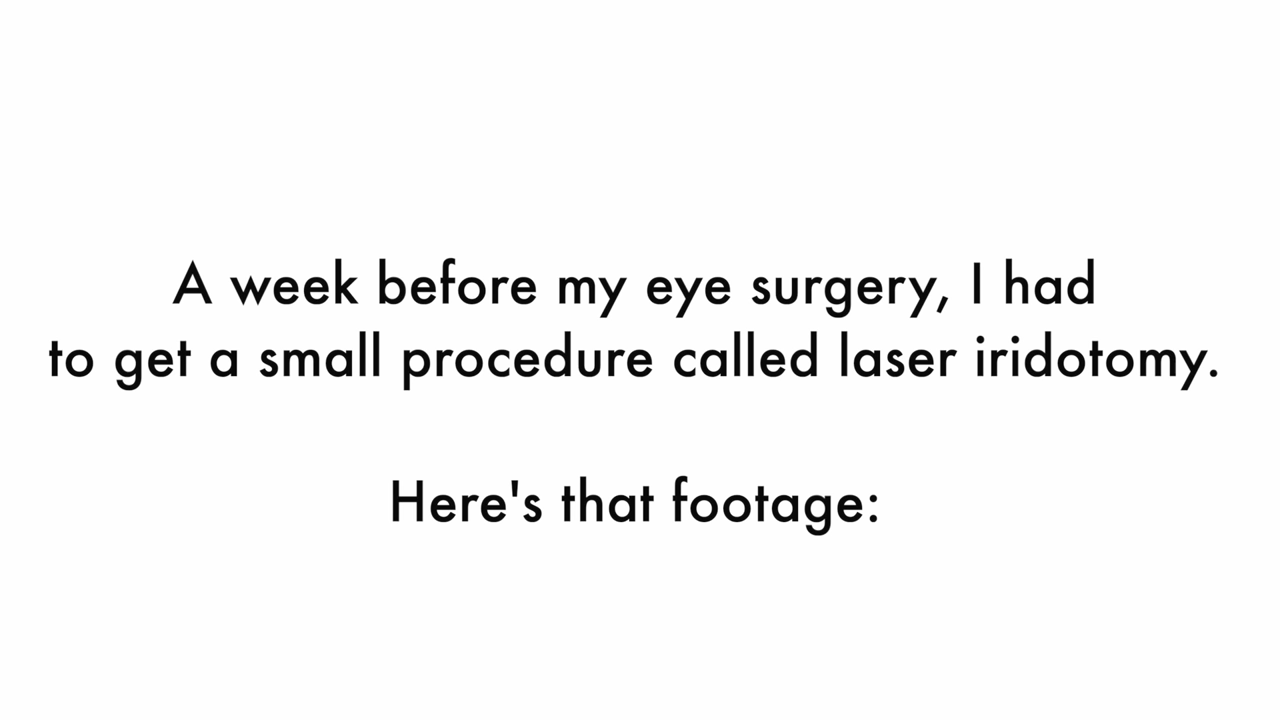 A week before my eye surgery, I had
to get a small procedure called laser iridotomy.
Here's that footage: